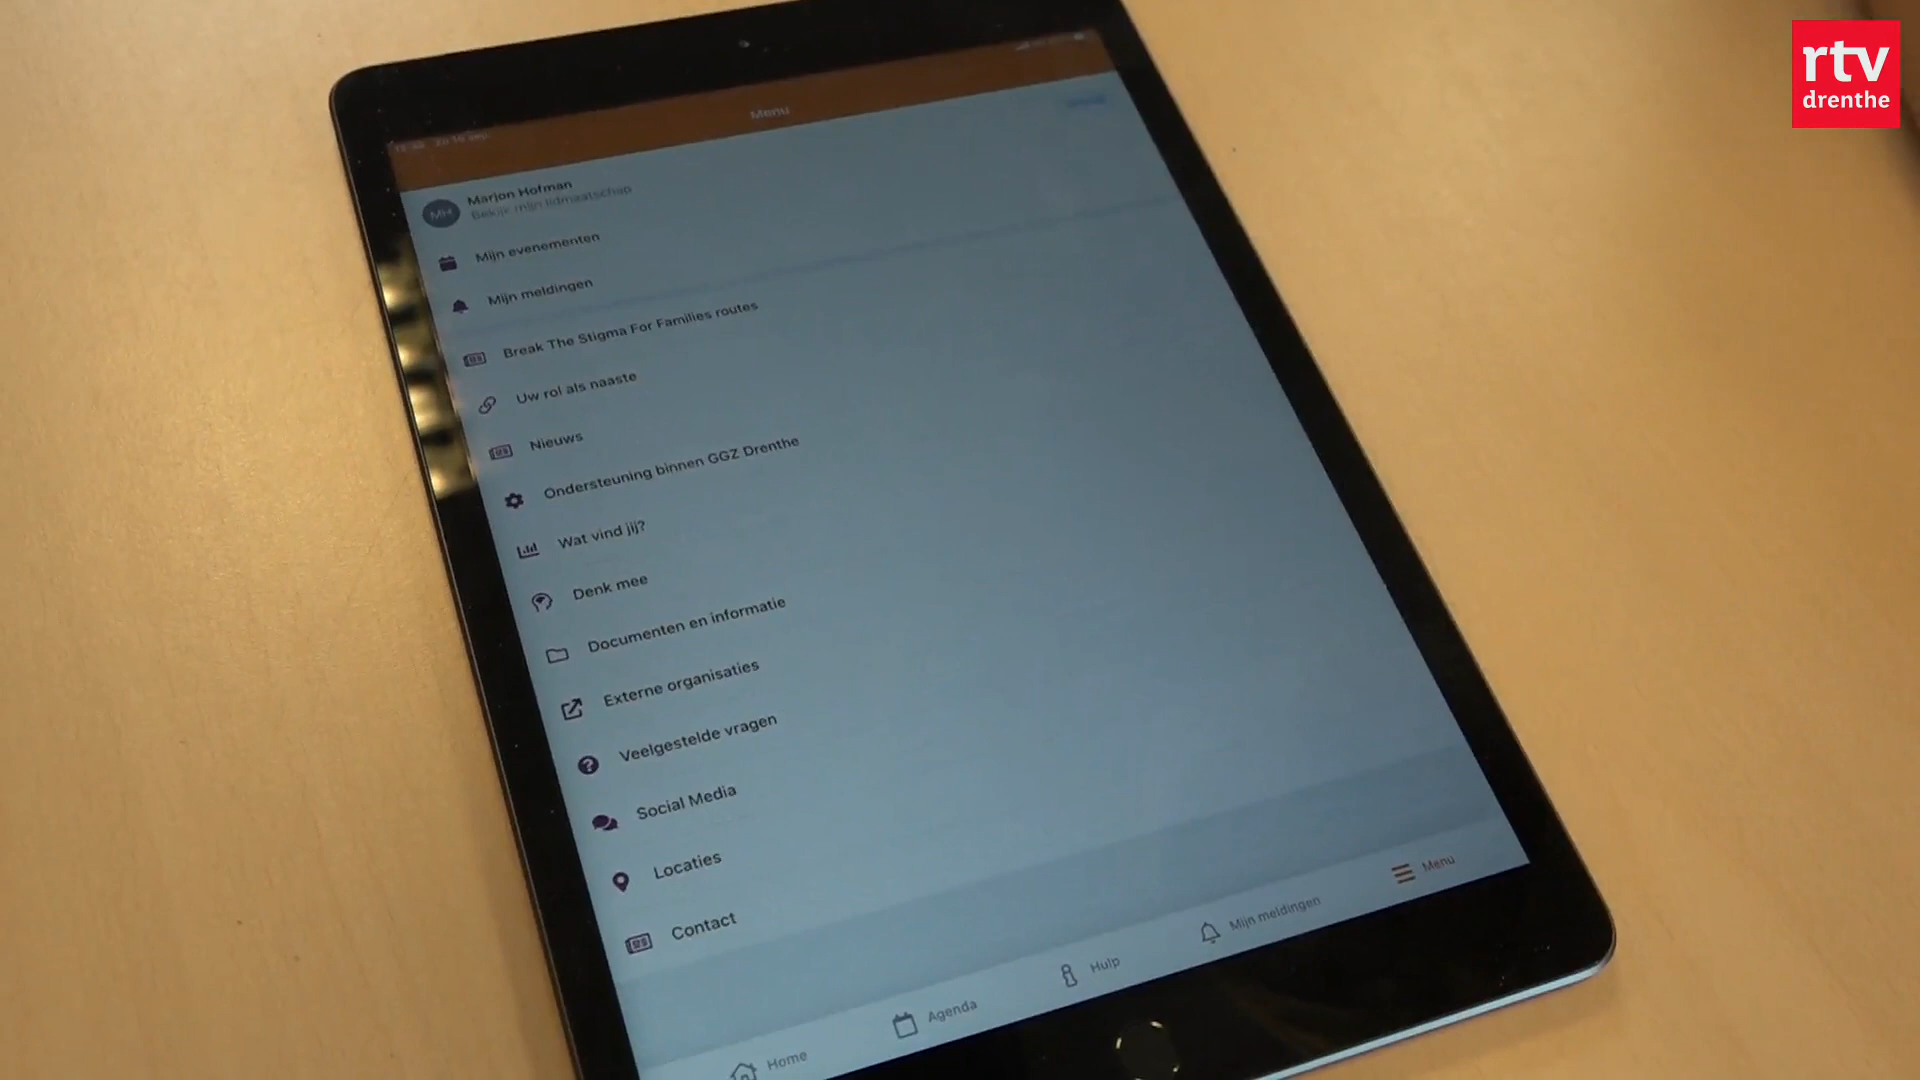 rtv
drenthe
Menu
MH
Marjon Hofman
Bekijk mijn lidmaatschap
Mijn evenementen
Mijn meldingen
Break The Stigma For Families routes
Uw rol als naaste
Nieuws
Ondersteuning binnen GGZ Drenthe
Wat vind jij?
Denk mee
Documenten en informatie
Externe organisaties
Veelgestelde vragen
Social Media
Locaties
Contact
Home
Agenda
Hulp
Mijn meldingen
Menu